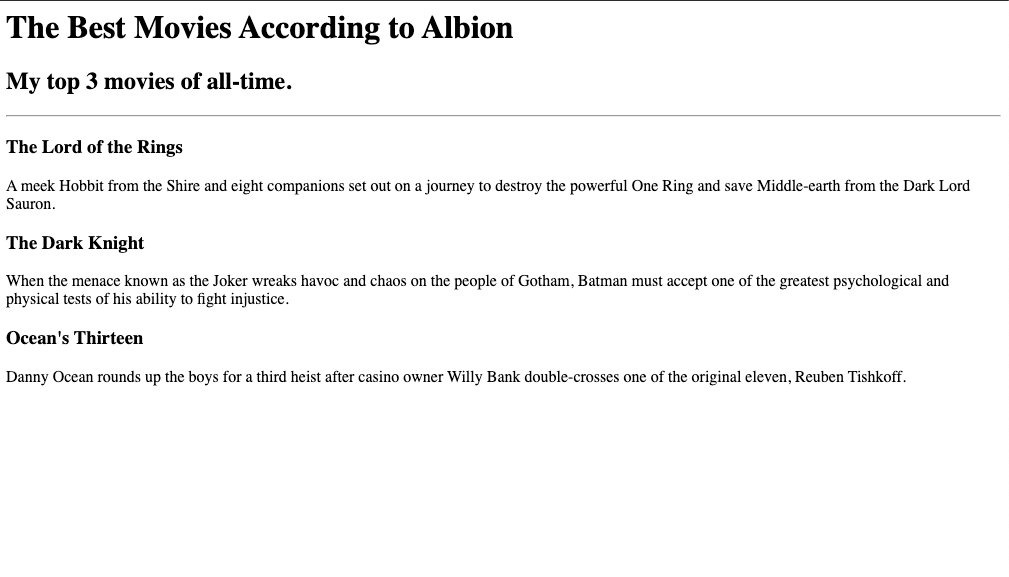 The Best Movies According to Albion
My top 3 movies of all-time.
The Lord of the Rings
A meek Hobbit from the Shire and eight companions set out on a journey to destroy the powerful One Ring and save Middle-earth from the Dark Lord
Sauron.
The Dark Knight
When the menace known as the Joker wreaks havoc and chaos on the people of Gotham, Batman must accept one of the greatest psychological and
physical tests of his ability to fight injustice.
Ocean's Thirteen
Danny Ocean rounds up the boys for a third heist after casino owner Willy Bank double-crosses one of the original eleven, Reuben Tishkoff.